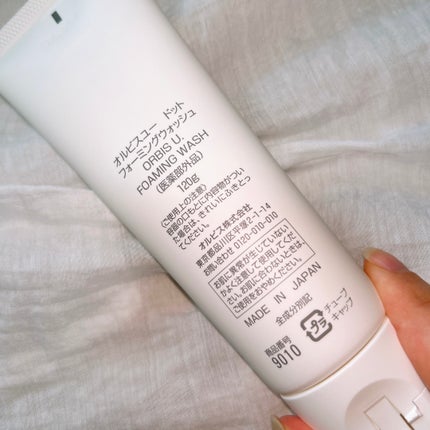 オルビスユー ドット
フォーミングウォッシュ
ORBIS U.
FOAMING WASH
(医薬部外品)
120g
〈ご使用上の注意〉
容器の口もとに内容物がつい
た場合は、きれいにふきとっ
てください。
オルビス株式会社
東京都品川区平塚2-1-14
お問い合わせ 0120-010-010
お肌に異常が生じていない
かよく注意して使用してくだ
さい。お肌に合わないときは、
ご使用をおやめください。
MADE IN JAPAN
全成分別記
プラ
チューブ
キャップ
商品番号
9010